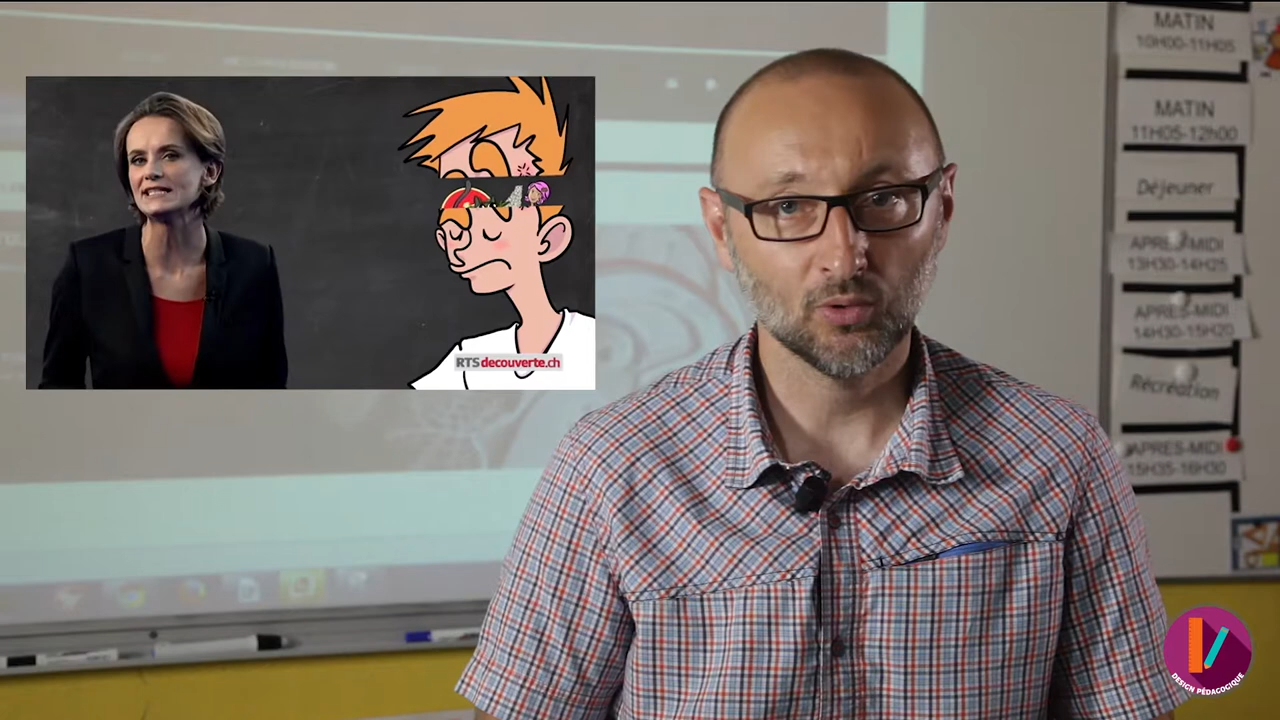 MATIN
10H00-11H05
MATIN
11H05-12h00
Déjeuner
APRES-MIDI
13H30-14H25
APRES-MIDI
14H30-15H20
Récréation
APRES-MIDI
15H35-16H30
RTSdecouverte.ch
DESIGN PÉDAGOGIQUE